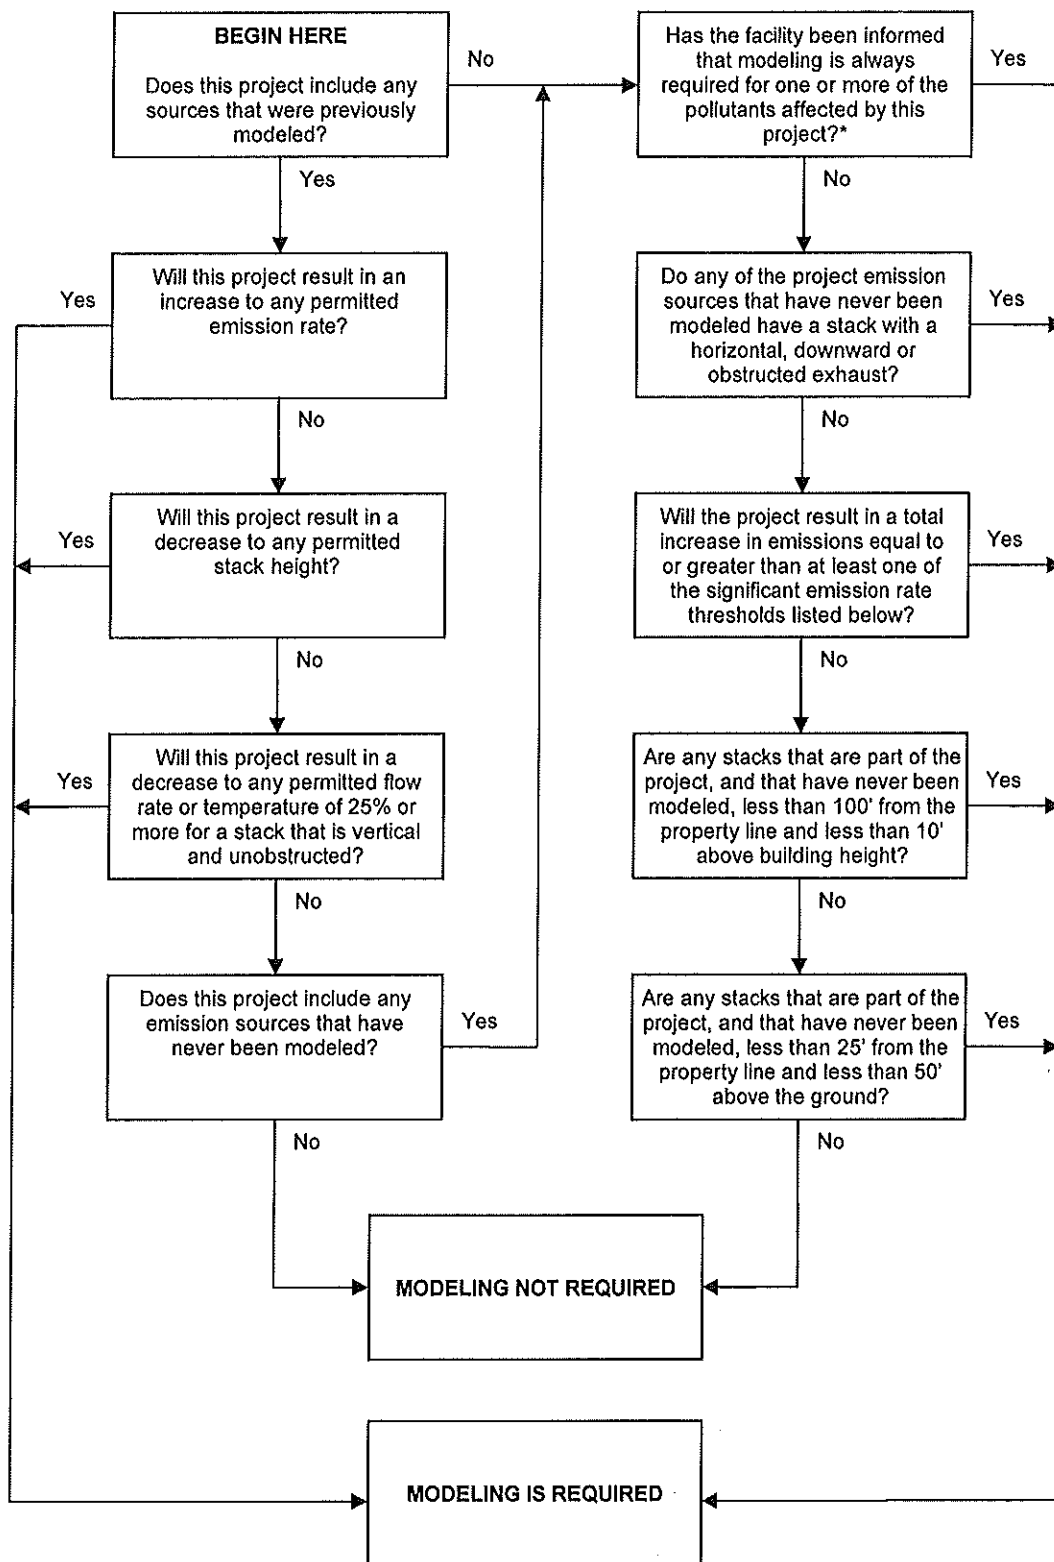 BEGIN HERE
Does this project include any
sources that were previously
modeled?
No
Yes
Will this project result in an
increase to any permitted
emission rate?
Yes
No
Will this project result in a
decrease to any permitted
stack height?
Yes
No
Will this project result in a
decrease to any permitted flow
rate or temperature of 25% or
more for a stack that is vertical
and unobstructed?
Yes
No
Does this project include any
emission sources that have
never been modeled?
Yes
No
Has the facility been informed
that modeling is always
required for one or more of the
pollutants affected by this
project?*
Yes
No
Do any of the project emission
sources that have never been
modeled have a stack with a
horizontal, downward or
obstructed exhaust?
Yes
No
Will the project result in a total
increase in emissions equal to
or greater than at least one of
the significant emission rate
thresholds listed below?
Yes
No
Are any stacks that are part of the
project, and that have never been
modeled, less than 100' from the
property line and less than 10'
above building height?
Yes
No
Are any stacks that are part of the
project, and that have never been
modeled, less than 25' from the
property line and less than 50'
above the ground?
Yes
No
MODELING NOT REQUIRED
MODELING IS REQUIRED